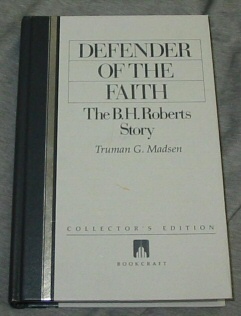 DEFENDER
OF THE
FAITH
The B.H. Roberts
Story
Truman G. Madsen
COLLECTOR'S EDITION
BOOKCRAFT